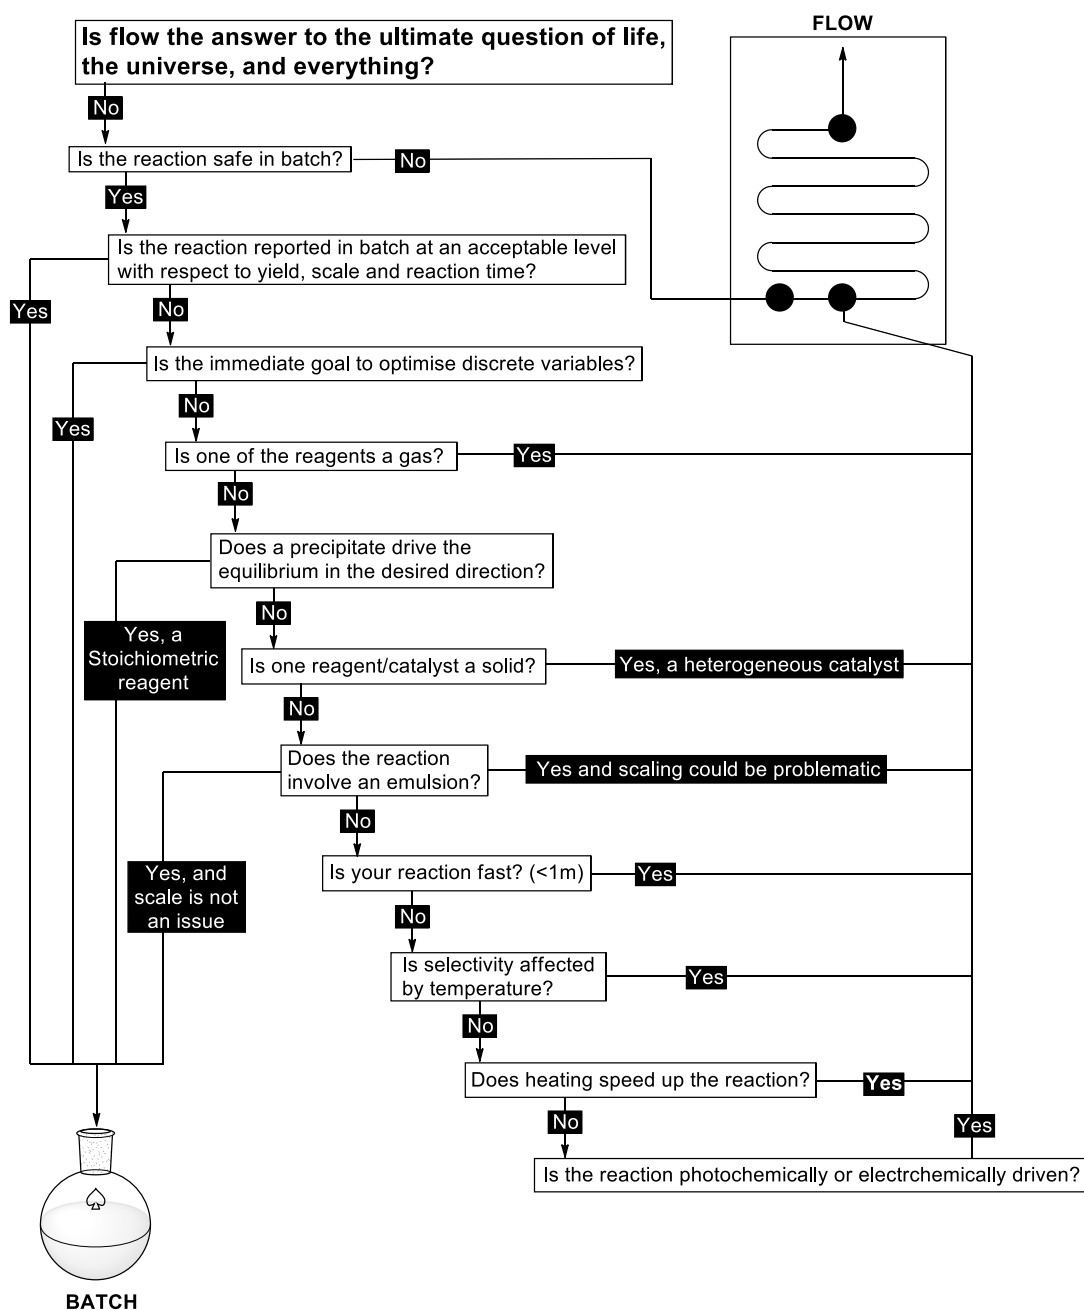 FLOW
Is flow the answer to the ultimate question of life,
the universe, and everything?
No
Is the reaction safe in batch?
No
Yes
Is the reaction reported in batch at an acceptable level
with respect to yield, scale and reaction time?
Yes
No
Is the immediate goal to optimise discrete variables?
Yes
No
Is one of the reagents a gas?
Yes
No
Does a precipitate drive the
equilibrium in the desired direction?
No
Yes, a
Stoichiometric
reagent
Is one reagent/catalyst a solid?
Yes, a heterogeneous catalyst
No
Does the reaction
involve an emulsion?
Yes and scaling could be problematic
No
Yes, and
scale is not
an issue
Is your reaction fast? (<1m)
Yes
No
Is selectivity affected
by temperature?
Yes
No
Does heating speed up the reaction?
Yes
No
Yes
Is the reaction photochemically or electrchemically driven?
BATCH